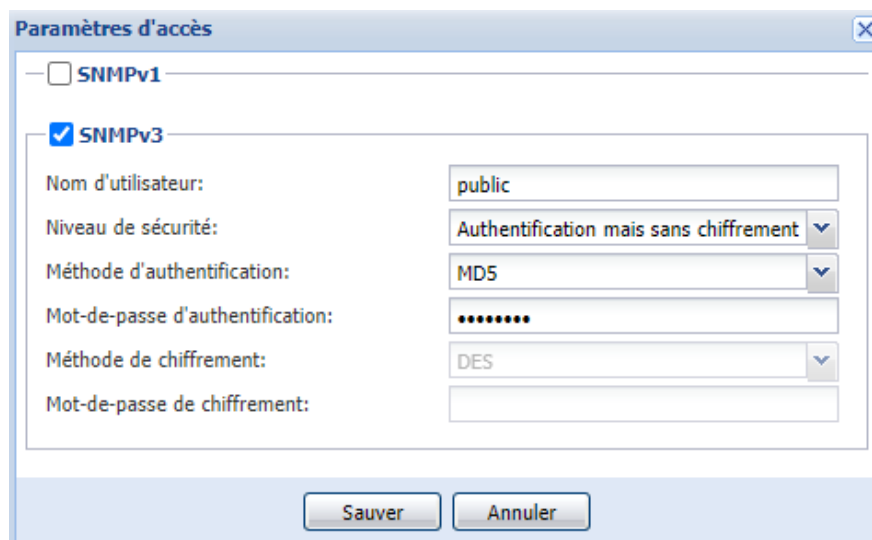 Paramètres d'accès
SNMPv1
SNMPv3
Nom d'utilisateur: public
Niveau de sécurité: Authentification mais sans chiffrement
Méthode d'authentification: MD5
Mot-de-passe d'authentification: ••••••••
Méthode de chiffrement: DES
Mot-de-passe de chiffrement:
Sauver Annuler